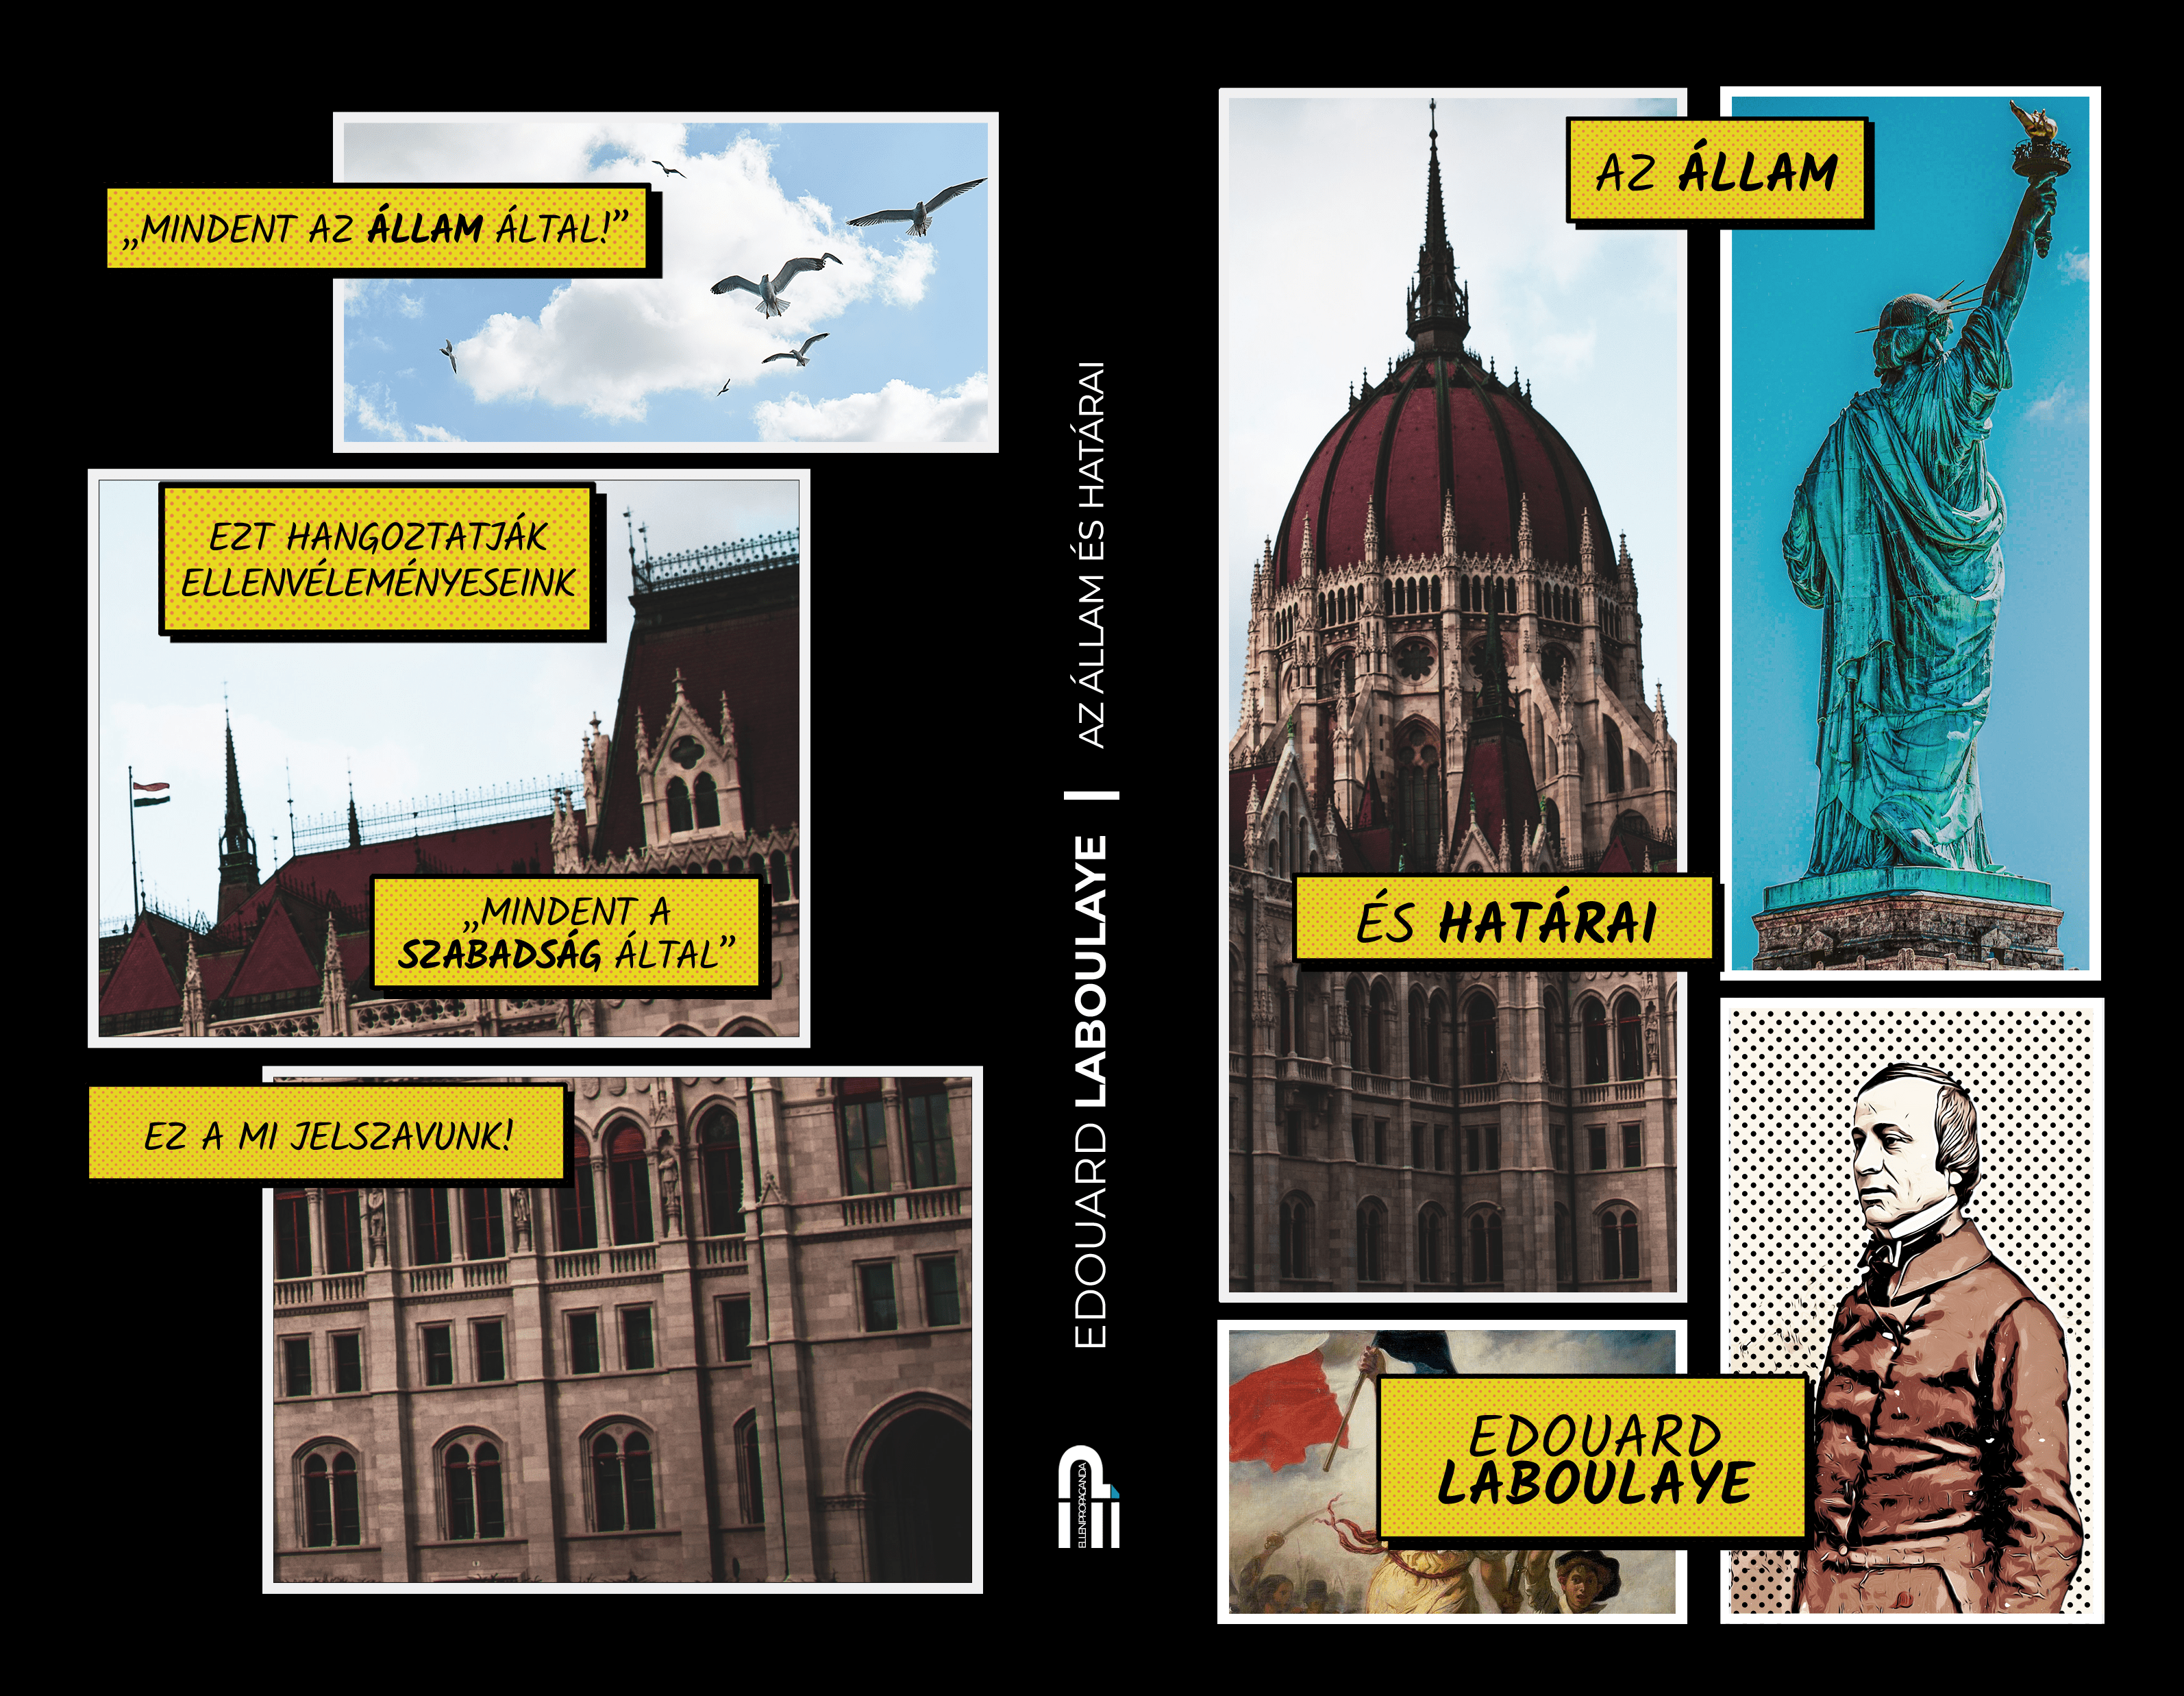 „MINDENT AZ ÁLLAM ÁLTAL!”
EZT HANGOZTATJÁK
ELLENVÉLEMÉNYESEINK
„MINDENT A
SZABADSÁG ÁLTAL”
EZ A MI JELSZAVUNK!
EDOUARD LABOULAYE | AZ ÁLLAM ÉS HATÁRAI
ELLENPROPAGANDA
AZ ÁLLAM
ÉS HATÁRAI
EDOUARD
LABOULAYE